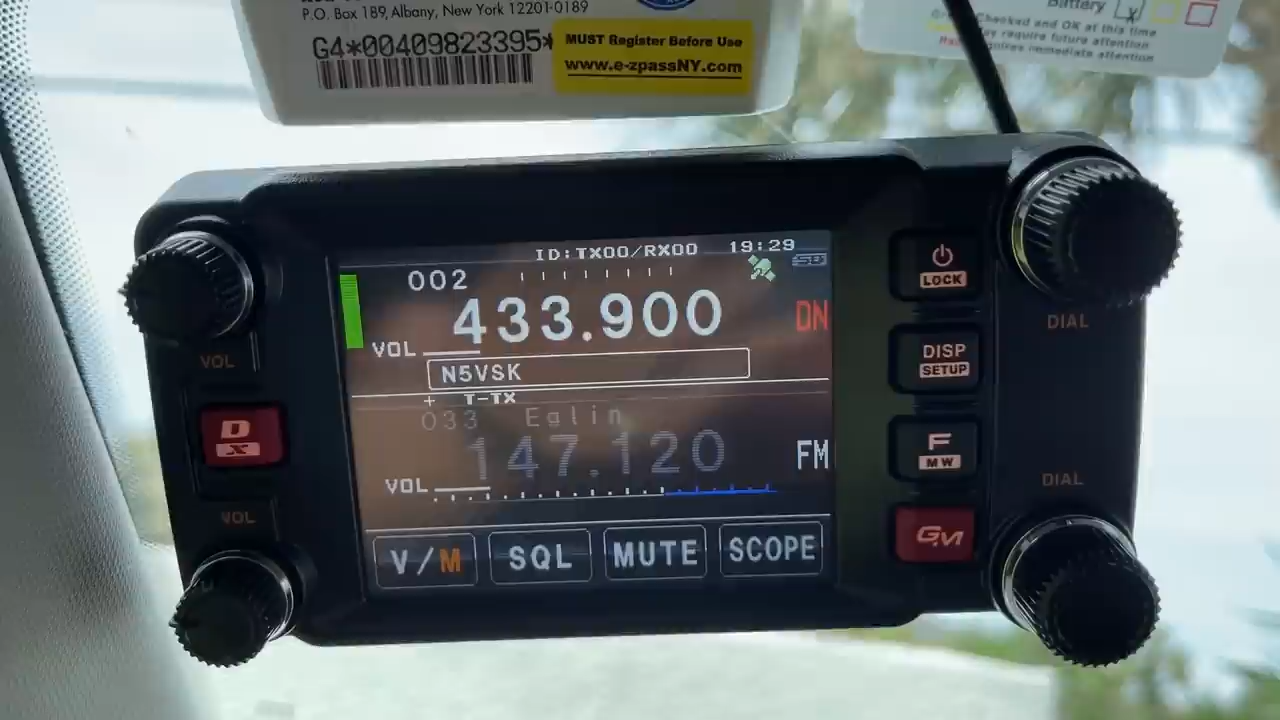 P.O. Box 189, Albany, New York 12201-0189
G4*00409823395*
MUST Register Before Use
www.e-zpassNY.com
Battery
Checked and OK at this time
require future attention
requires immediate attention
ID:TX00/RX00 19:29
002
433.900 DN
VOL
N5VSK
+ T-TX
033 Eglin
147.120 FM
VOL
V/M SQL MUTE SCOPE
VOL
D
X
VOL
LOCK
DISP
SETUP
F
MW
GM
DIAL
DIAL